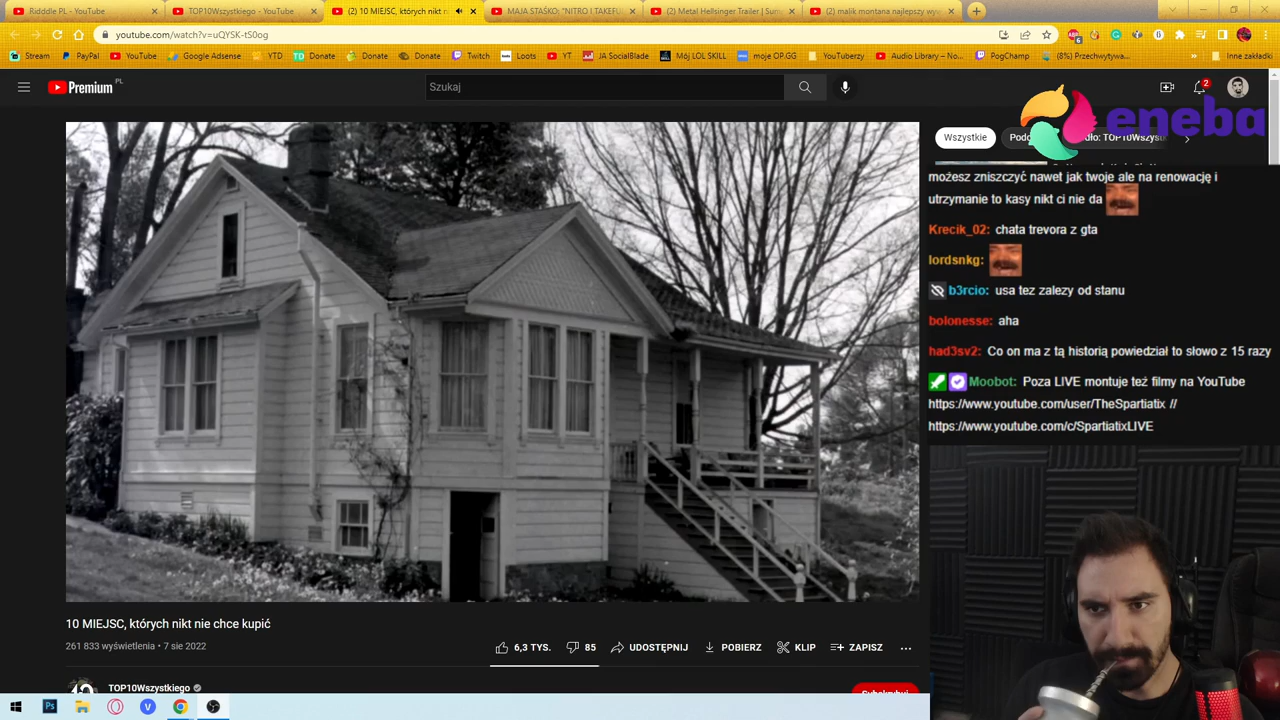 Ridddle PL - YouTube
TOP10Wszystkiego - YouTube
(2) 10 MIEJSC, których nikt n
MAJA STAŚKO: "NITRO I TAKEFU
(2) Metal Hellsinger Trailer | Sum
(2) malik montana najlepszy wy
youtube.com/watch?v=uQYSK-tS0og
Stream
PayPal
YouTube
Google Adsense
YTD
Donate
Donate
Donate
Twitch
Loots
YT
JA SocialBlade
Mój LOL SKILL
moje OP.GG
YouTuberzy
Audio Library – No...
PogChamp
(8%) Przechwytywa...
Inne zakładki
Premium PL
Szukaj
2
eneba
Wszystkie
możesz zniszczyć nawet jak twoje ale na renowację i
utrzymanie to kasy nikt ci nie da
Krecik_02: chata trevora z gta
lordsnkg:
b3rcio: usa tez zalezy od stanu
bolonesse: aha
had3sv2: Co on ma z tą historią powiedział to słowo z 15 razy
Moobot: Poza LIVE montuje też filmy na YouTube
https://www.youtube.com/user/TheSpartiatix //
https://www.youtube.com/c/SpartiatixLIVE
10 MIEJSC, których nikt nie chce kupić
261 833 wyświetlenia • 7 sie 2022
6,3 TYS.
85
UDOSTĘPNIJ
POBIERZ
KLIP
ZAPISZ
TOP10Wszystkiego
Subskrybuj